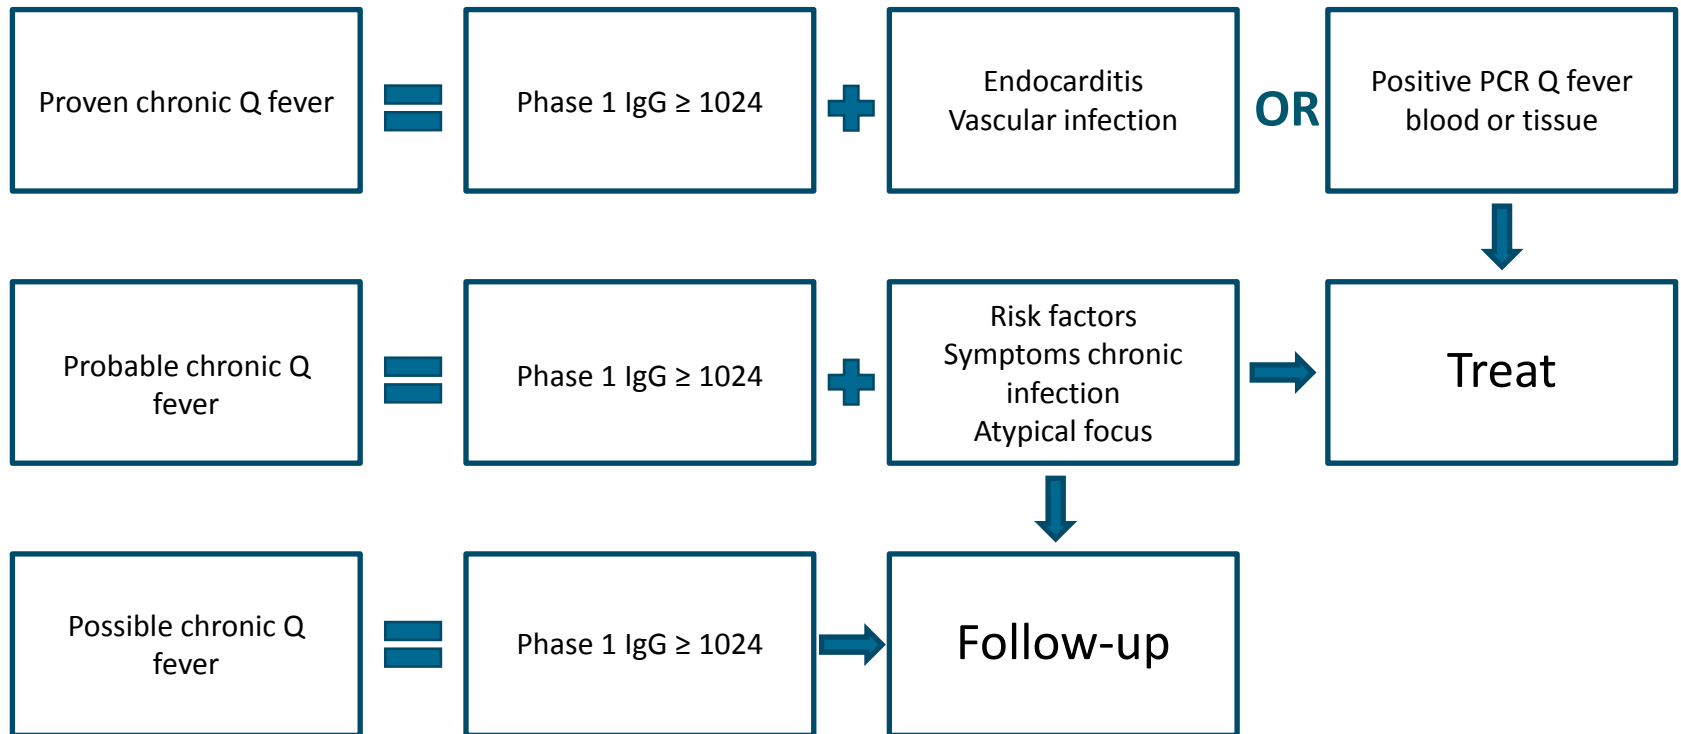 Proven chronic Q fever
Phase 1 IgG ≥ 1024
Endocarditis
Vascular infection
OR
Positive PCR Q fever
blood or tissue
Probable chronic Q
fever
Phase 1 IgG ≥ 1024
Risk factors
Symptoms chronic
infection
Atypical focus
Treat
Possible chronic Q
fever
Phase 1 IgG ≥ 1024
Follow-up